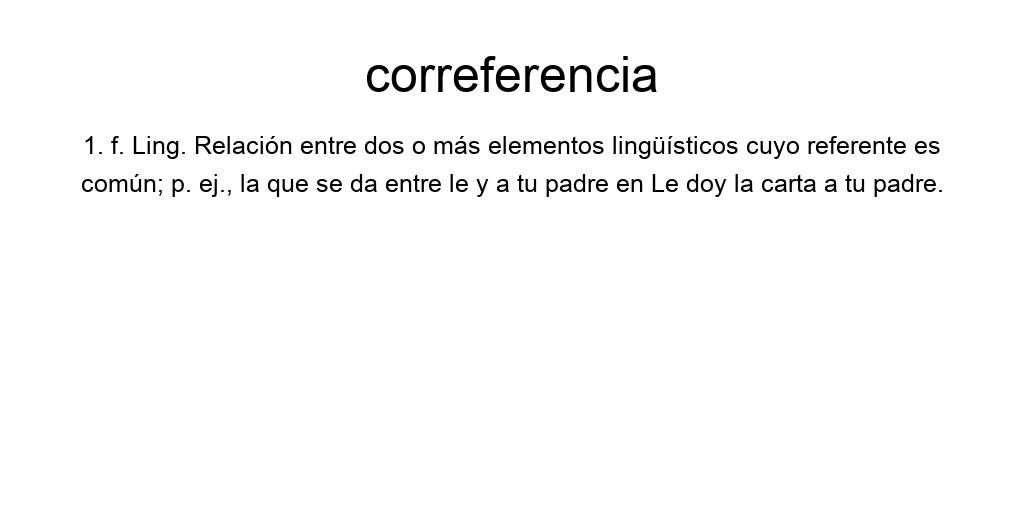 correferencia
1. f. Ling. Relación entre dos o más elementos lingüísticos cuyo referente es
común; p. ej., la que se da entre le y a tu padre en Le doy la carta a tu padre.